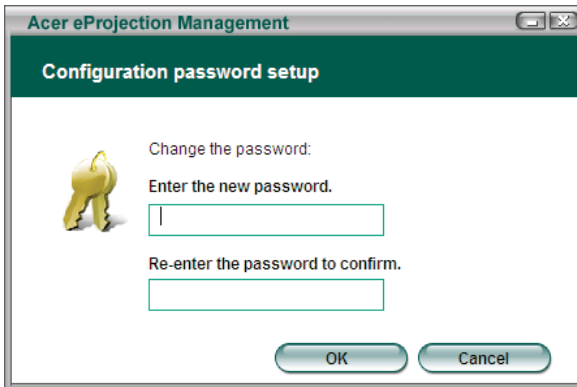 Acer eProjection Management
Configuration password setup
Change the password:
Enter the new password.
Re-enter the password to confirm.
OK
Cancel